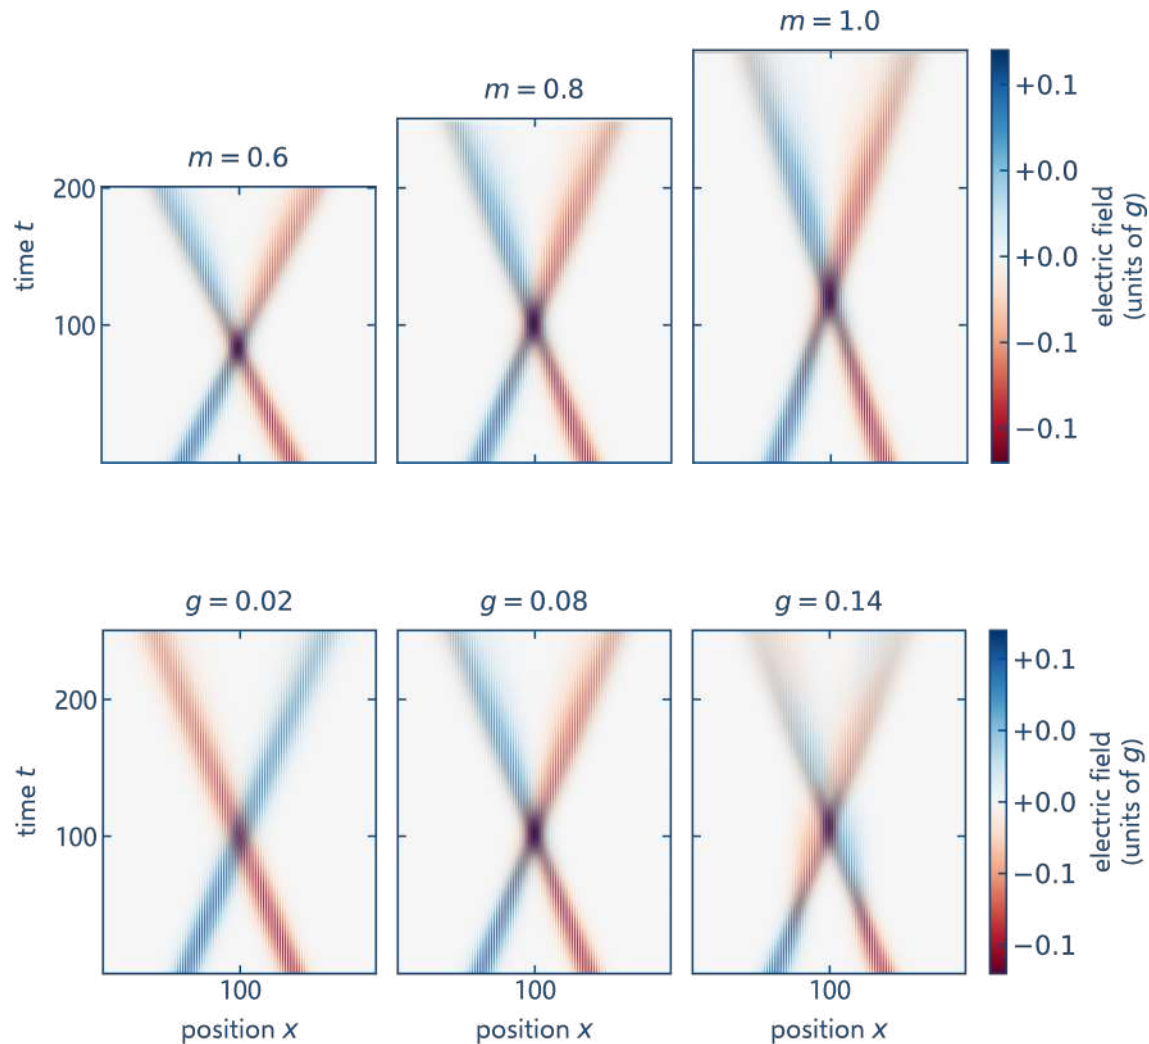 m = 1.0
m = 0.8
m = 0.6
200
100
time t
+0.1
+0.0
+0.0
−0.1
−0.1
electric field
(units of g)
g = 0.02
g = 0.08
g = 0.14
200
100
time t
100
100
position x
position x
position x
+0.1
+0.0
+0.0
−0.1
−0.1
electric field
(units of g)